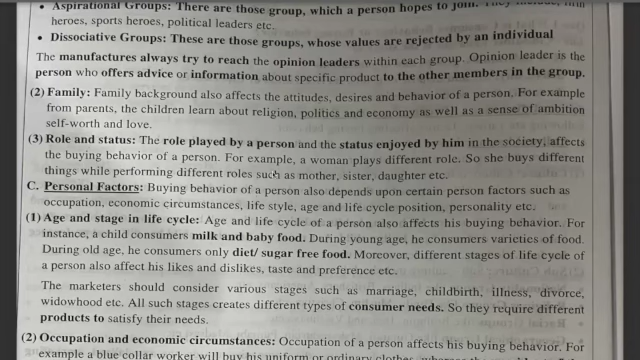 • Aspirational Groups: There are those group, which a person hopes to join. They include, film
heroes, sports heroes, political leaders etc.
• Dissociative Groups: These are those groups, whose values are rejected by an individual
The manufactures always try to reach the opinion leaders within each group. Opinion leader is the
person who offers advice or information about specific product to the other members in the group.
(2) Family: Family background also affects the attitudes, desires and behavior of a person. For example
from parents, the children learn about religion, politics and economy as well as a sense of ambition
self-worth and love.
(3) Role and status: The role played by a person and the status enjoyed by him in the society, affects
the buying behavior of a person. For example, a woman plays different role. So she buys different
things while performing different roles such as mother, sister, daughter etc.
C. Personal Factors: Buying behavior of a person also depends upon certain person factors such as
occupation, economic circumstances, life style, age and life cycle position, personality etc.
(1) Age and stage in life cycle: Age and life cycle of a person also affects his buying behavior. For
instance, a child consumers milk and baby food. During young age, he consumers varieties of food.
During old age, he consumers only diet/ sugar free food. Moreover, different stages of life cycle of
a person also affect his likes and dislikes, taste and preference etc.
The marketers should consider various stages such as marriage, childbirth, illness, divorce,
widowhood etc. All such stages creates different types of consumer needs. So they require different
products to satisfy their needs.
(2) Occupation and economic circumstances: Occupation of a person affects his buying behavior. For
example a blue collar worker will buy his uniform or ordinary clothes, whereas